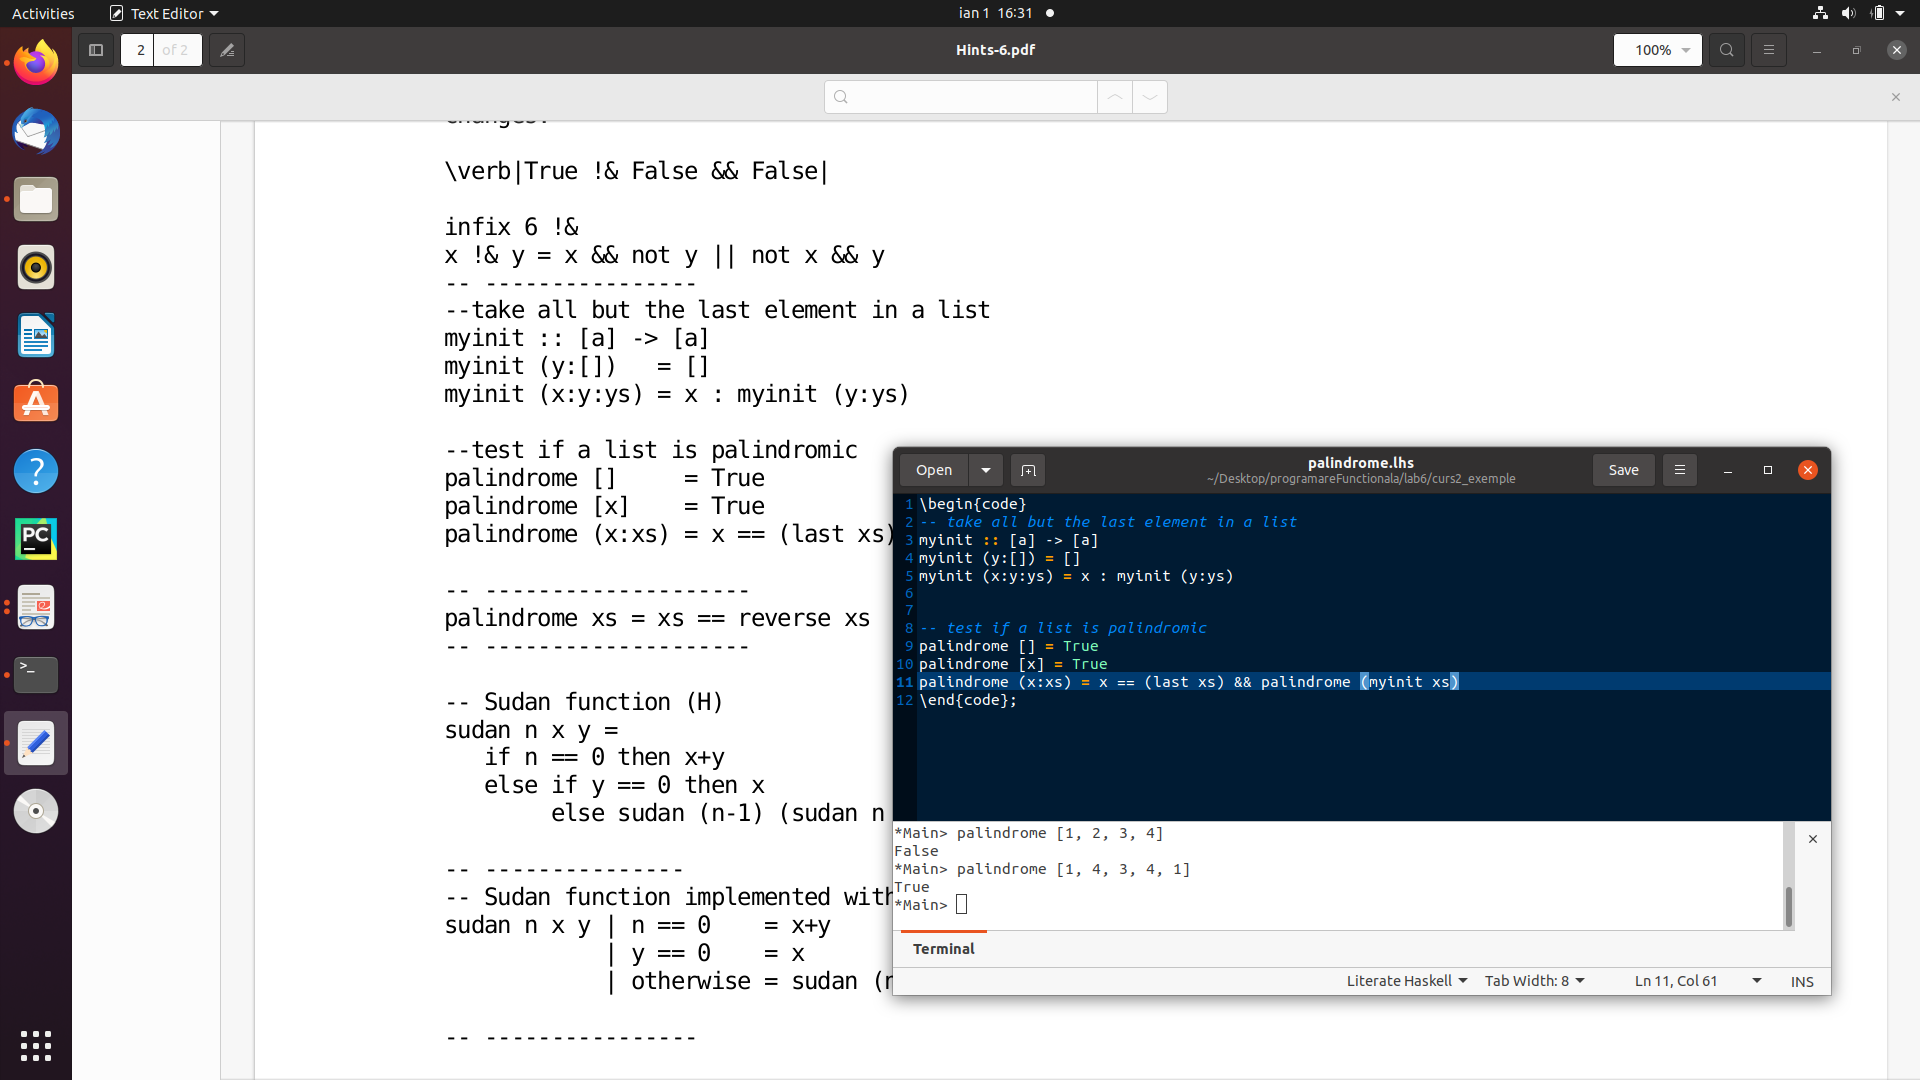 Activities
Text Editor
ian 1 16:31
2 of 2
Hints-6.pdf
100%
\verb|True !& False && False|
infix 6 !&
x !& y = x && not y || not x && y
-- ----------------
--take all but the last element in a list
myinit :: [a] -> [a]
myinit (y:[])   = []
myinit (x:y:ys) = x : myinit (y:ys)
--test if a list is palindromic
palindrome []     = True
palindrome [x]    = True
palindrome (x:xs) = x == (last xs)
-- --------------------
palindrome xs = xs == reverse xs
-- --------------------
-- Sudan function (H)
sudan n x y =
   if n == 0 then x+y
   else if y == 0 then x
        else sudan (n-1) (sudan n
-- ---------------
-- Sudan function implemented with
sudan n x y | n == 0    = x+y
            | y == 0    = x
            | otherwise = sudan (n
-- ----------------
Open
palindrome.lhs
~/Desktop/programareFunctionala/lab6/curs2_exemple
Save
1 \begin{code}
2 -- take all but the last element in a list
3 myinit :: [a] -> [a]
4 myinit (y:[]) = []
5 myinit (x:y:ys) = x : myinit (y:ys)
6
7
8 -- test if a list is palindromic
9 palindrome [] = True
10 palindrome [x] = True
11 palindrome (x:xs) = x == (last xs) && palindrome (myinit xs)
12 \end{code};
*Main> palindrome [1, 2, 3, 4]
False
*Main> palindrome [1, 4, 3, 4, 1]
True
*Main>
Terminal
Literate Haskell
Tab Width: 8
Ln 11, Col 61
INS